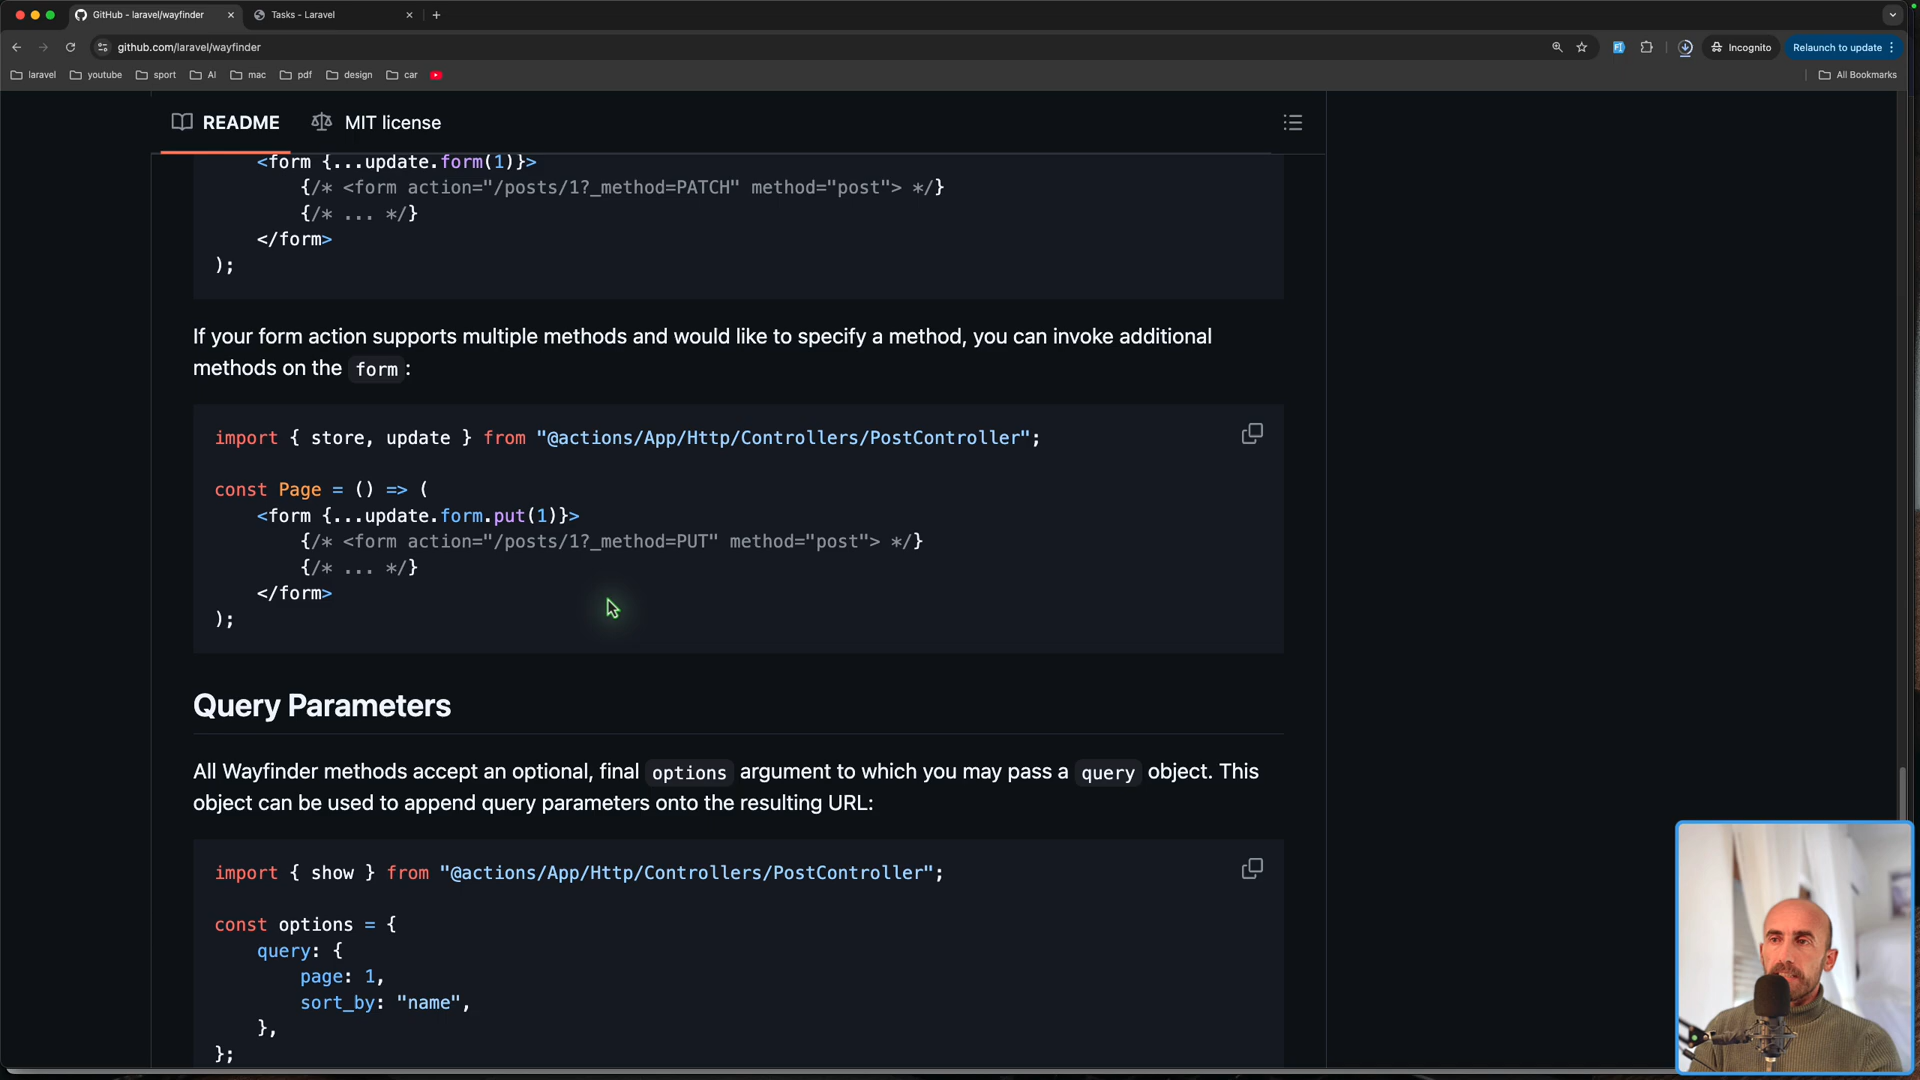 GitHub - laravel/wayfinder
Tasks - Laravel
github.com/laravel/wayfinder
Incognito
Relaunch to update
laravel
youtube
sport
AI
mac
pdf
design
car
All Bookmarks
README
MIT license
<form {...update.form(1)}>
{/* <form action="/posts/1?_method=PATCH" method="post"> */}
{/* ... */}
</form>
);
If your form action supports multiple methods and would like to specify a method, you can invoke additional
methods on the form :
import { store, update } from "@actions/App/Http/Controllers/PostController";
const Page = () => (
<form {...update.form.put(1)}>
{/* <form action="/posts/1?_method=PUT" method="post"> */}
{/* ... */}
</form>
);
Query Parameters
All Wayfinder methods accept an optional, final options argument to which you may pass a query object. This
object can be used to append query parameters onto the resulting URL:
import { show } from "@actions/App/Http/Controllers/PostController";
const options = {
query: {
page: 1,
sort_by: "name",
},
};